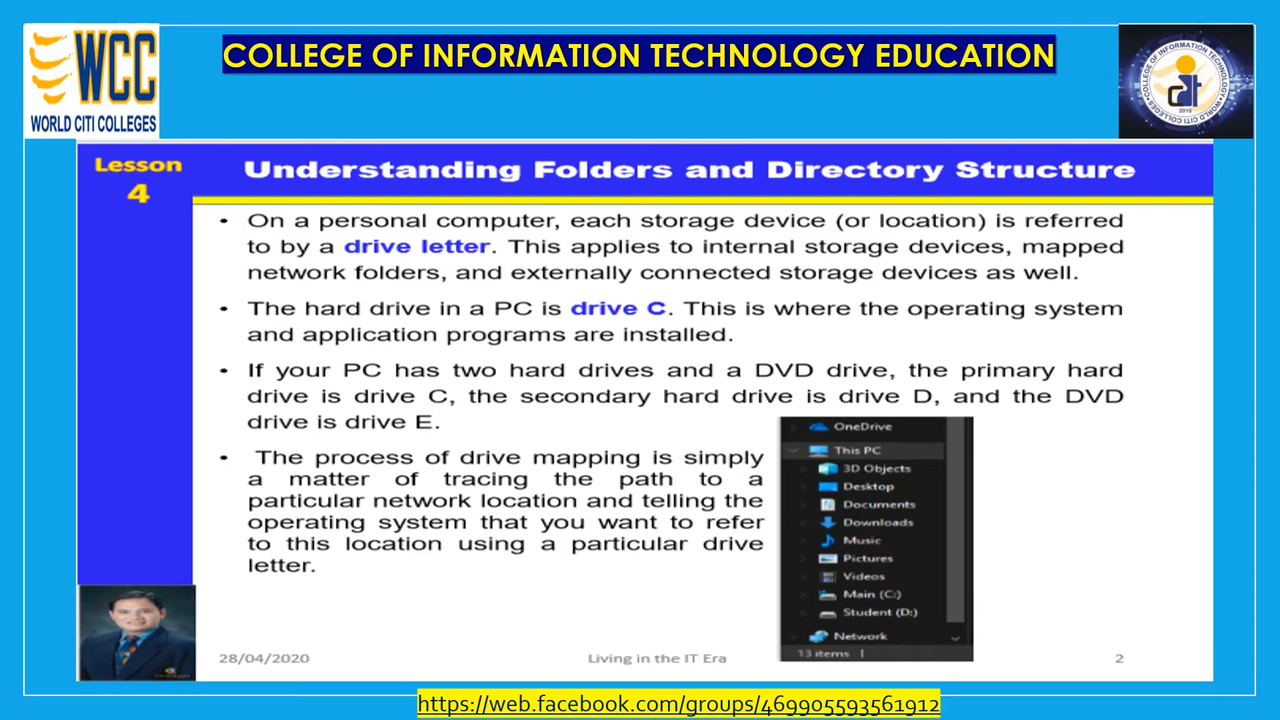 WCC
WORLD CITI COLLEGES
COLLEGE OF INFORMATION TECHNOLOGY EDUCATION
COLLEGE OF INFORMATION TECHNOLOGY
WORLD CITI COLLEGES
2018
Lesson
4
Understanding Folders and Directory Structure
• On a personal computer, each storage device (or location) is referred
to by a drive letter. This applies to internal storage devices, mapped
network folders, and externally connected storage devices as well.
• The hard drive in a PC is drive C. This is where the operating system
and application programs are installed.
• If your PC has two hard drives and a DVD drive, the primary hard
drive is drive C, the secondary hard drive is drive D, and the DVD
drive is drive E.
• The process of drive mapping is simply
a matter of tracing the path to a
particular network location and telling the
operating system that you want to refer
to this location using a particular drive
letter.
OneDrive
This PC
3D Objects
Desktop
Documents
Downloads
Music
Pictures
Videos
Main (C:)
Student (D:)
Network
13 items
28/04/2020
Living in the IT Era
2
https://web.facebook.com/groups/469905593561912